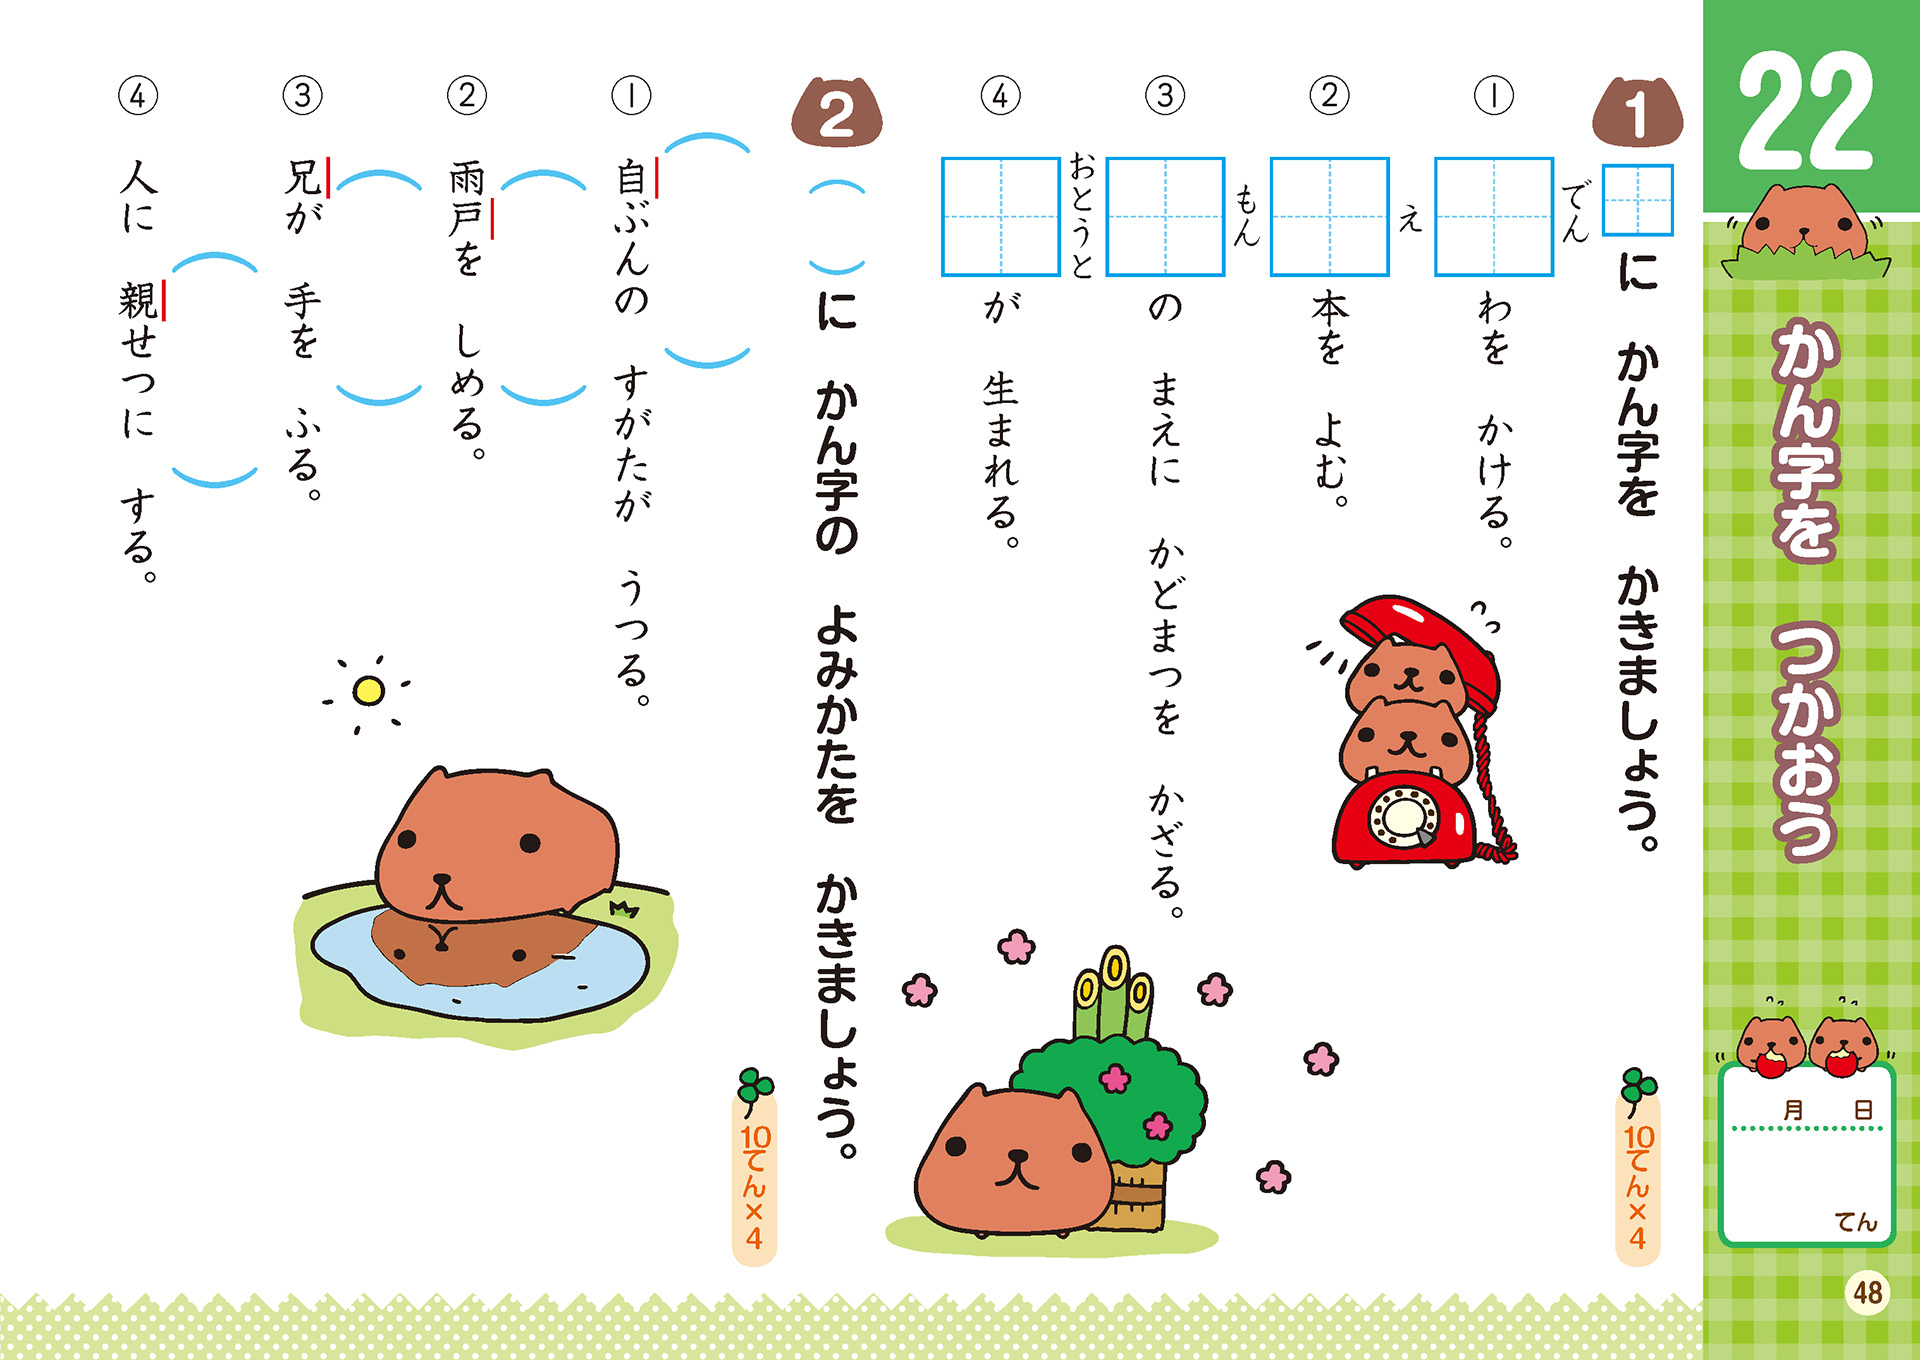 22
かん字を つかおう
月 日
てん
48
1
□に かん字を かきましょう。
10てん×4
① でん
□わを かける。
② え
□本を よむ。
③ もん
□の まえに かどまつを かざる。
④ おとうと
□が 生まれる。
2
( )に かん字の よみかたを かきましょう。
10てん×4
① ( )
自ぶんの すがたが うつる。
② ( )
雨戸を しめる。
③ ( )
兄が 手を ふる。
④ ( )
人に 親せつに する。